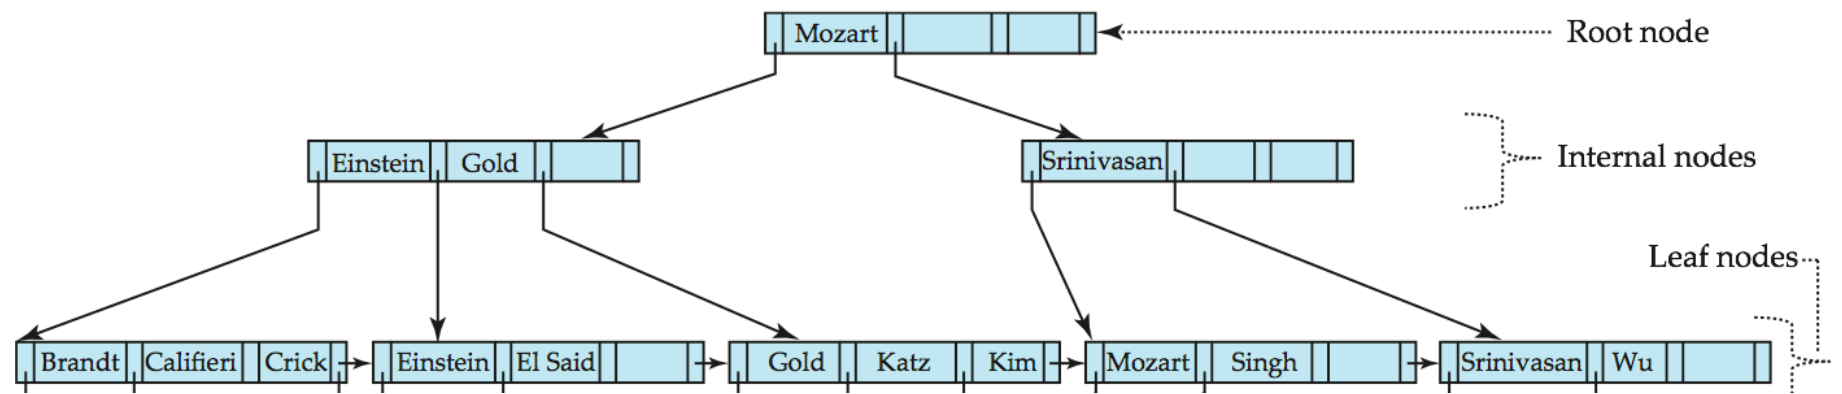 Mozart
Root node
Einstein Gold
Srinivasan
Internal nodes
Leaf nodes
Brandt Califieri Crick Einstein El Said Gold Katz Kim Mozart Singh Srinivasan Wu